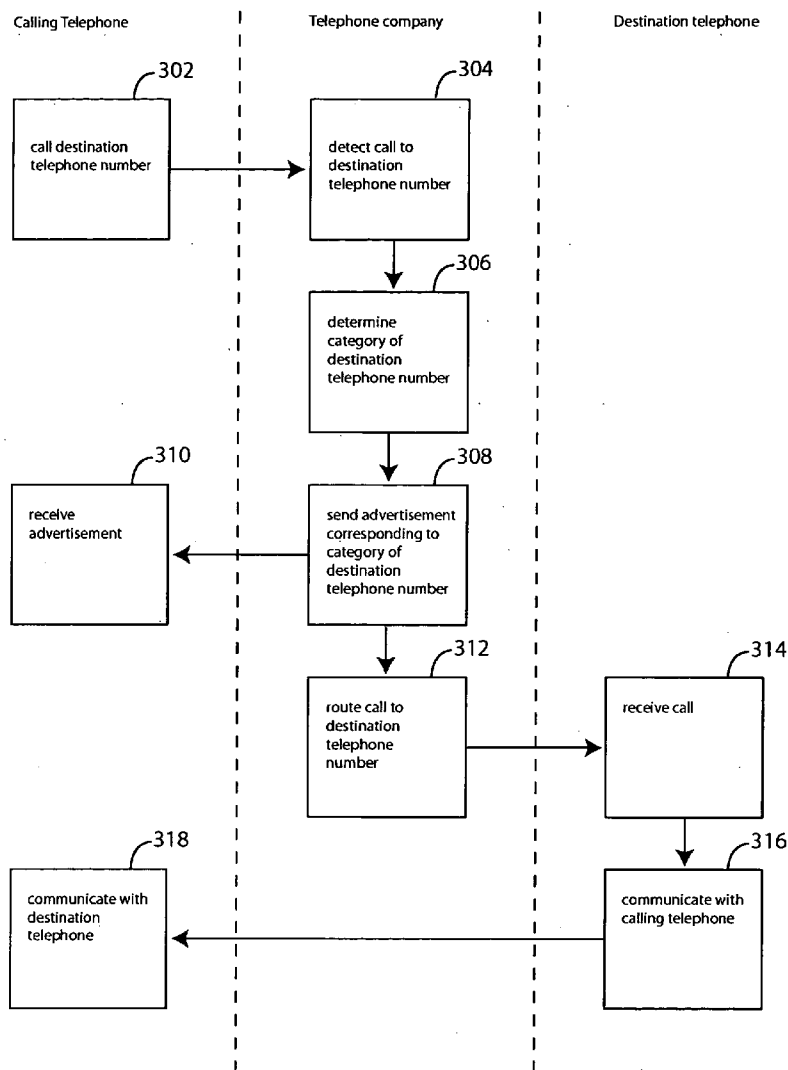 Calling Telephone
Telephone company
Destination telephone
302
call destination
telephone number
304
detect call to
destination
telephone number
306
determine
category of
destination
telephone number
310
receive
advertisement
308
send advertisement
corresponding to
category of
destination
telephone number
312
route call to
destination
telephone
number
314
receive call
318
communicate with
destination
telephone
316
communicate with
calling telephone